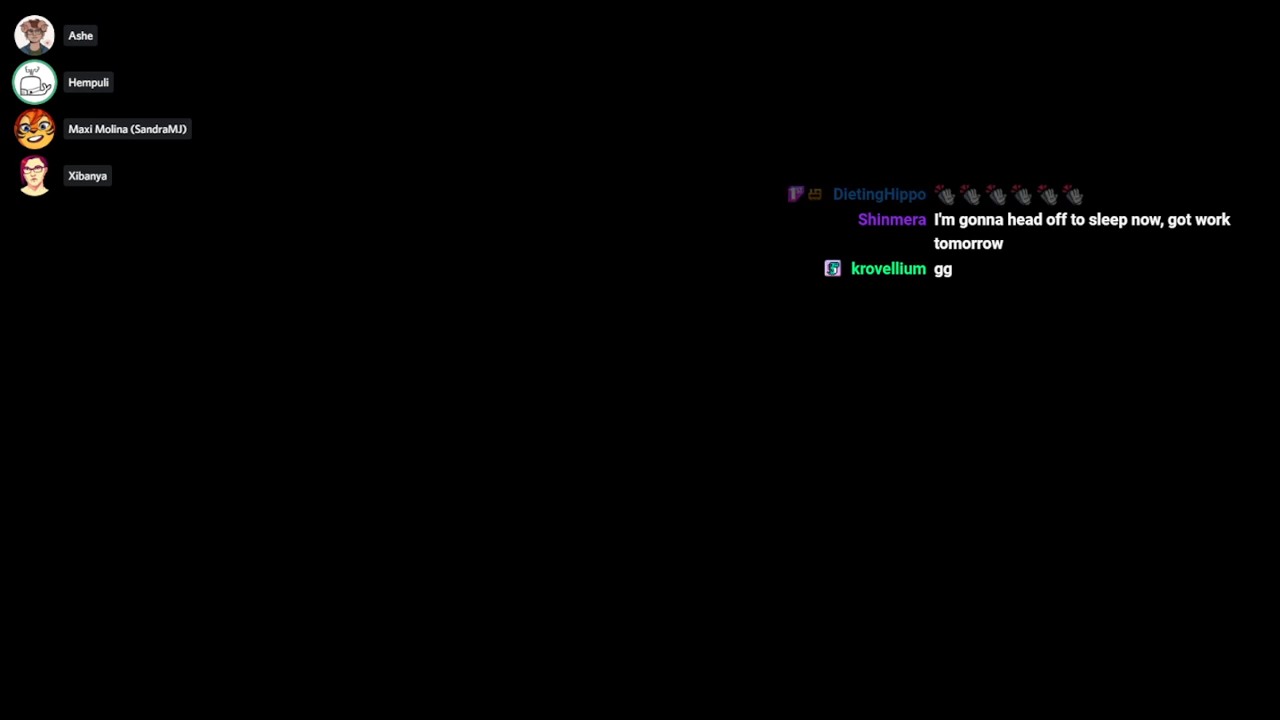 Ashe
Hempuli
Maxi Molina (SandraMJ)
Xibanya
DietingHippo
Shinmera I'm gonna head off to sleep now, got work
tomorrow
krovellium gg